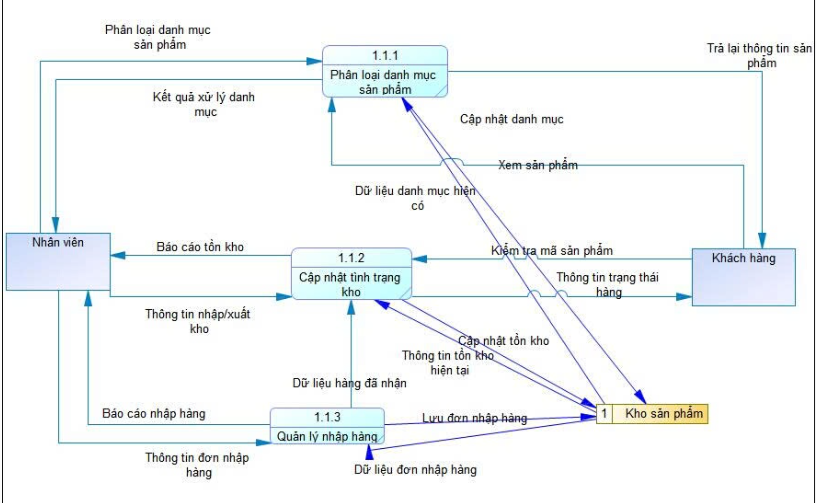 Phân loại danh mục
sản phẩm
1.1.1
Phân loại danh mục
sản phẩm
Trả lại thông tin sản
phẩm
Kết quả xử lý danh
mục
Cập nhật danh mục
Xem sản phẩm
Dữ liệu danh mục hiện
có
Nhân viên
Báo cáo tồn kho
1.1.2
Cập nhật tình trạng
kho
Kiểm tra mã sản phẩm
Khách hàng
Thông tin trạng thái
hàng
Thông tin nhập/xuất
kho
Cập nhật tồn kho
Thông tin tồn kho
hiện tại
Dữ liệu hàng đã nhận
Báo cáo nhập hàng
1.1.3
Quản lý nhập hàng
Lưu đơn nhập hàng
1 Kho sản phẩm
Thông tin đơn nhập
hàng
Dữ liệu đơn nhập hàng